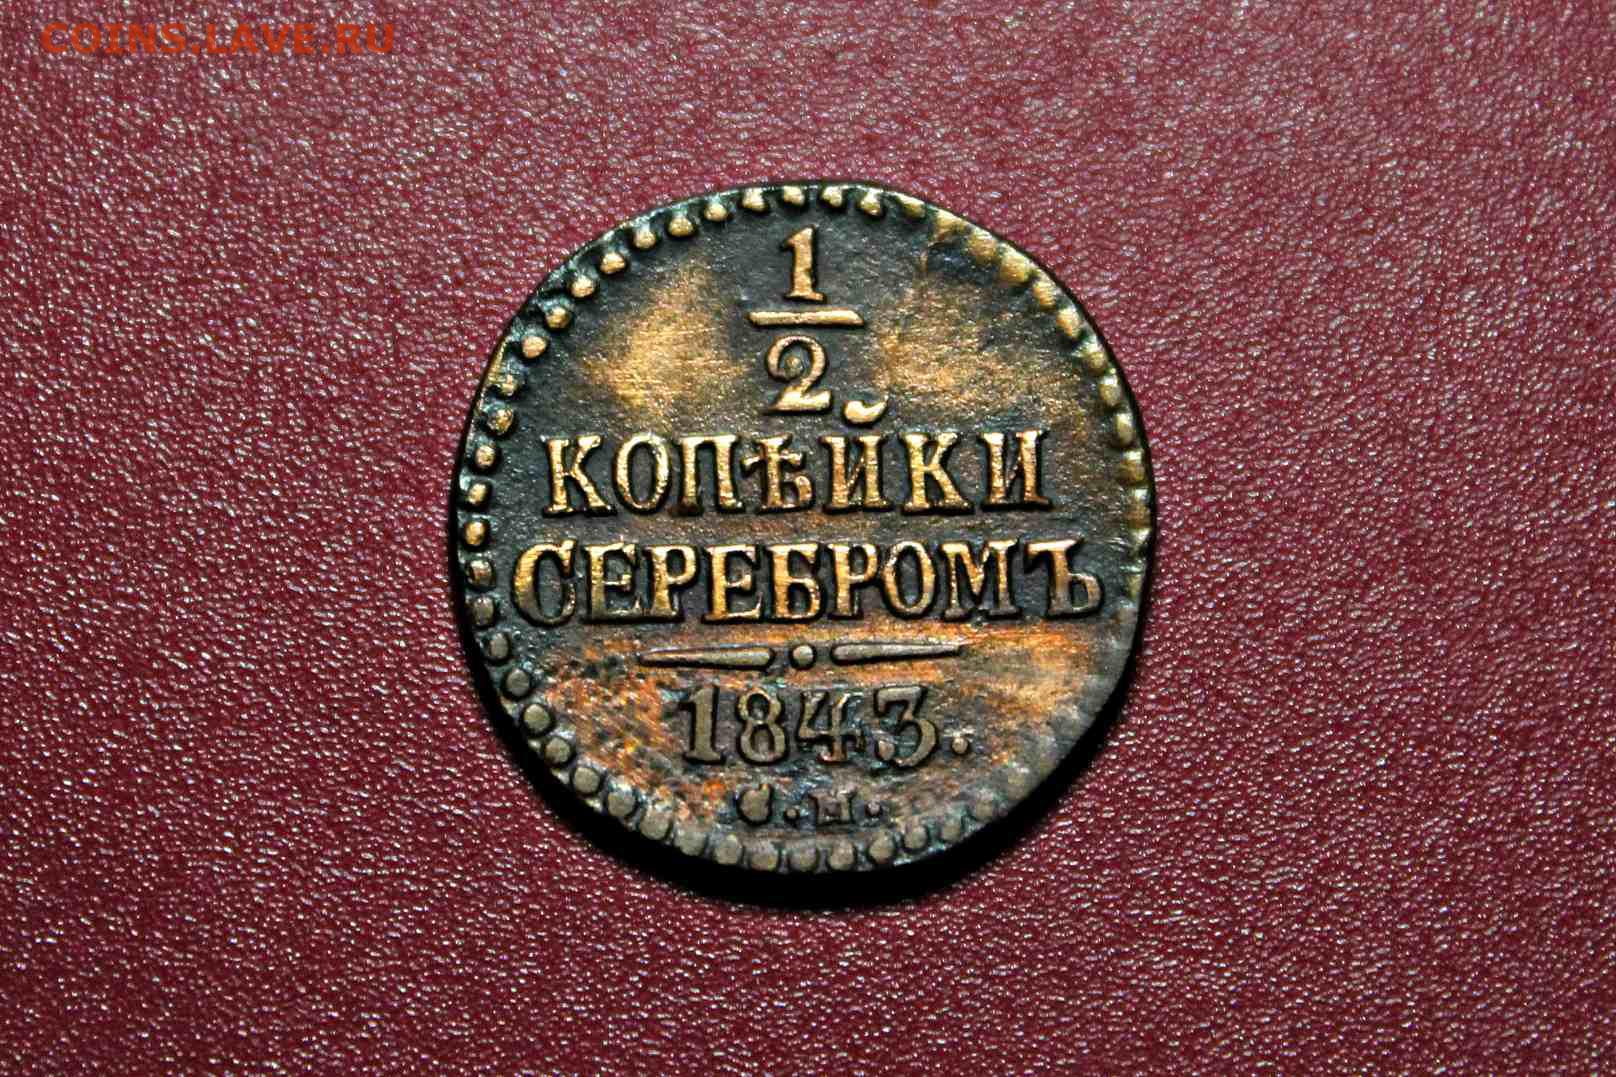 COINS.LAVE.RU
1
2
КОПѢЙКИ
СЕРЕБРОМЪ
1843.
С.М.